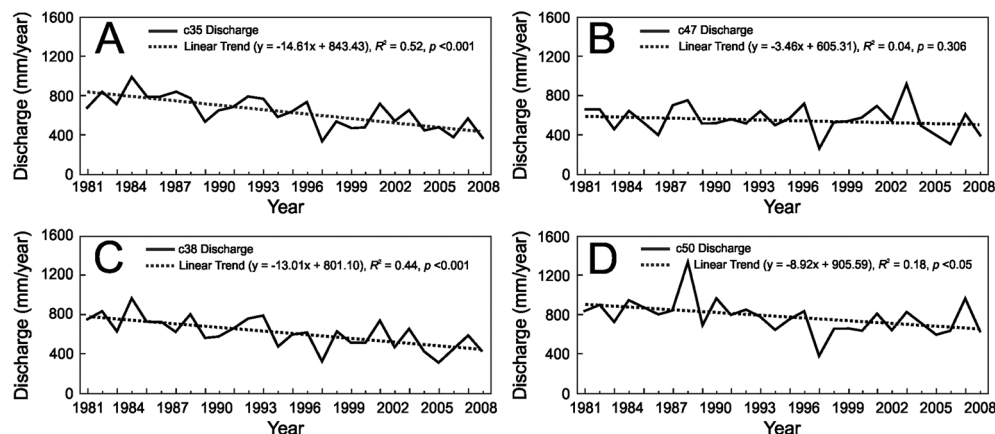 A
c35 Discharge
Linear Trend (y = -14.61x + 843.43), R² = 0.52, p <0.001
Discharge (mm/year)
1600
1200
800
400
0
1981 1984 1987 1990 1993 1996 1999 2002 2005 2008
Year
B
c47 Discharge
Linear Trend (y = -3.46x + 605.31), R² = 0.04, p = 0.306
Discharge (mm/year)
1600
1200
800
400
0
1981 1984 1987 1990 1993 1996 1999 2002 2005 2008
Year
C
c38 Discharge
Linear Trend (y = -13.01x + 801.10), R² = 0.44, p <0.001
Discharge (mm/year)
1600
1200
800
400
0
1981 1984 1987 1990 1993 1996 1999 2002 2005 2008
Year
D
c50 Discharge
Linear Trend (y = -8.92x + 905.59), R² = 0.18, p <0.05
Discharge (mm/year)
1600
1200
800
400
0
1981 1984 1987 1990 1993 1996 1999 2002 2005 2008
Year